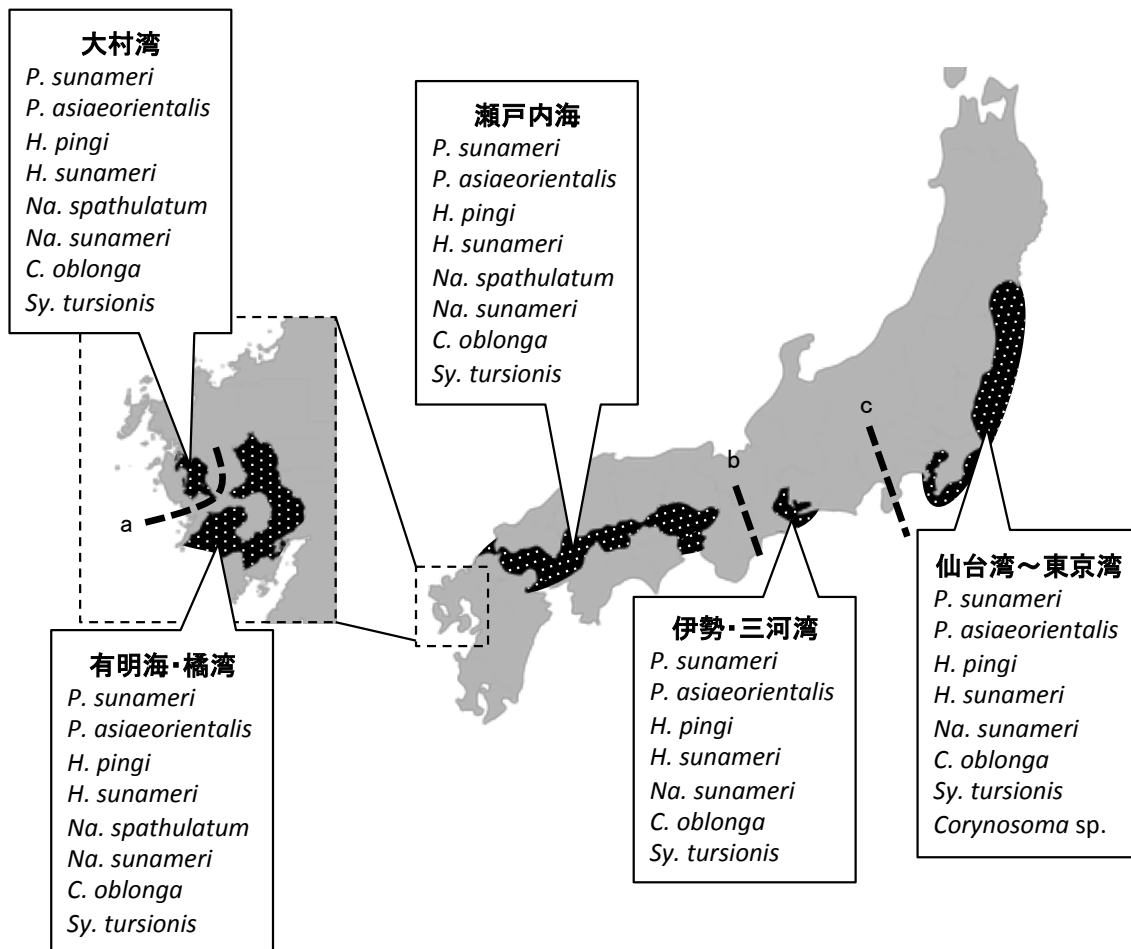 大村湾
P. sunameri
P. asiaeorientalis
H. pingi
H. sunameri
Na. spathulatum
Na. sunameri
C. oblonga
Sy. tursionis
瀬戸内海
P. sunameri
P. asiaeorientalis
H. pingi
H. sunameri
Na. spathulatum
Na. sunameri
C. oblonga
Sy. tursionis
a
b
c
有明海・橘湾
P. sunameri
P. asiaeorientalis
H. pingi
H. sunameri
Na. spathulatum
Na. sunameri
C. oblonga
Sy. tursionis
伊勢・三河湾
P. sunameri
P. asiaeorientalis
H. pingi
H. sunameri
Na. sunameri
C. oblonga
Sy. tursionis
仙台湾～東京湾
P. sunameri
P. asiaeorientalis
H. pingi
H. sunameri
Na. sunameri
C. oblonga
Sy. tursionis
Corynosoma sp.